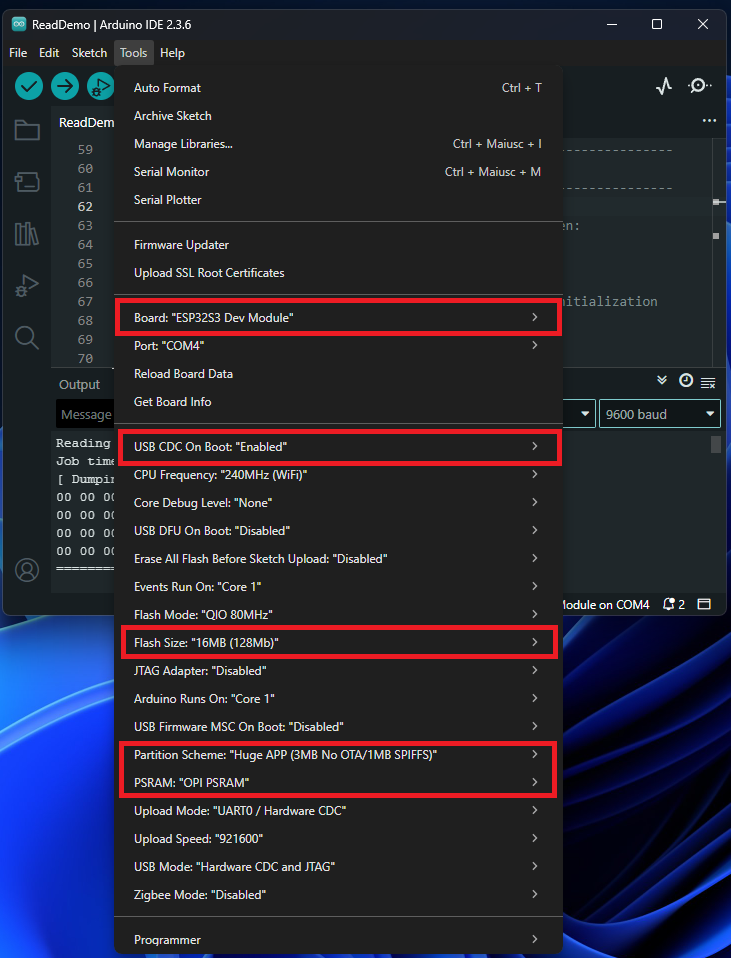 ReadDemo | Arduino IDE 2.3.6
File Edit Sketch Tools Help
Auto Format Ctrl + T
Archive Sketch
ReadDem
Manage Libraries... Ctrl + Maiusc + I
Serial Monitor Ctrl + Maiusc + M
Serial Plotter
Firmware Updater
Upload SSL Root Certificates
Board: "ESP32S3 Dev Module"
Port: "COM4"
Reload Board Data
Get Board Info
USB CDC On Boot: "Enabled"
CPU Frequency: "240MHz (WiFi)"
Core Debug Level: "None"
USB DFU On Boot: "Disabled"
Erase All Flash Before Sketch Upload: "Disabled"
Events Run On: "Core 1"
Flash Mode: "QIO 80MHz"
Flash Size: "16MB (128Mb)"
JTAG Adapter: "Disabled"
Arduino Runs On: "Core 1"
USB Firmware MSC On Boot: "Disabled"
Partition Scheme: "Huge APP (3MB No OTA/1MB SPIFFS)"
PSRAM: "OPI PSRAM"
Upload Mode: "UART0 / Hardware CDC"
Upload Speed: "921600"
USB Mode: "Hardware CDC and JTAG"
Zigbee Mode: "Disabled"
Programmer
59 ---------------
60
61 ---------------
62
63 en:
64
65
66
67 nitialization
68
69
70
Output
Message
9600 baud
Reading
Job time
[ Dumpin
00 00 00
00 00 00
00 00 00
00 00 00
=========
Module on COM4 2